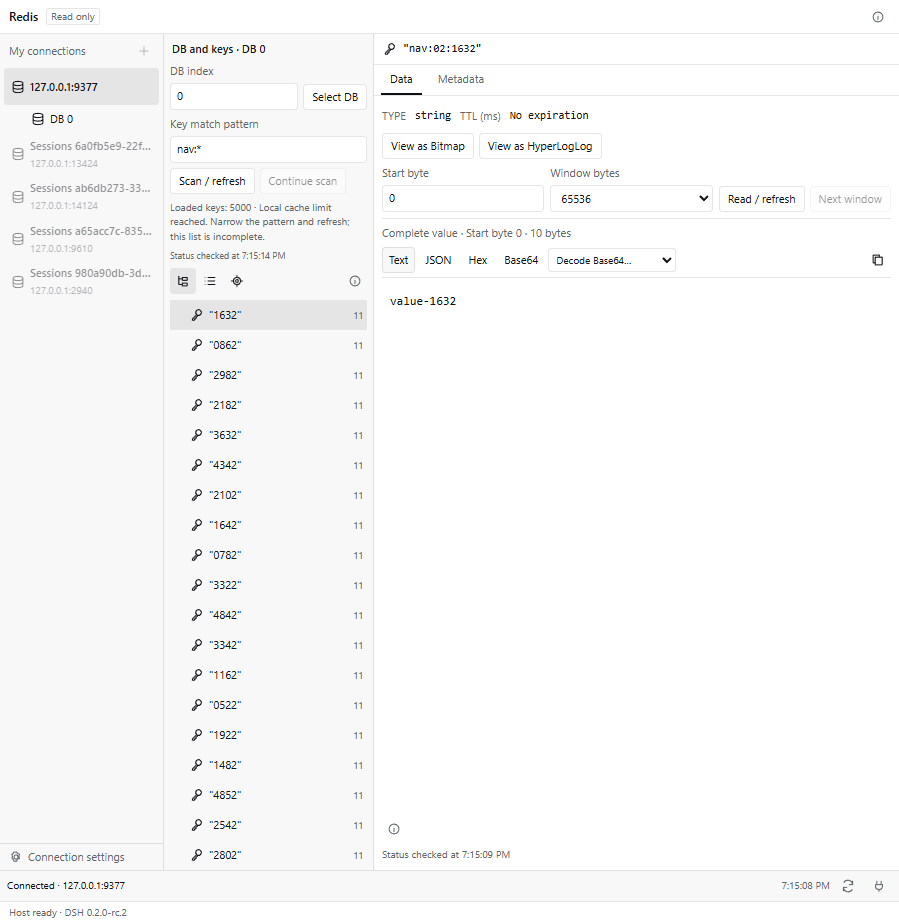 Redis Read only
My connections
127.0.0.1:9377
DB 0
Sessions 6a0fb5e9-22f...
127.0.0.1:13424
Sessions ab6db273-33...
127.0.0.1:14124
Sessions a65acc7c-835...
127.0.0.1:9610
Sessions 980a90db-3d...
127.0.0.1:2940
Connection settings
DB and keys · DB 0
DB index
0 Select DB
Key match pattern
nav:*
Scan / refresh Continue scan
Loaded keys: 5000 · Local cache limit
reached. Narrow the pattern and refresh;
this list is incomplete.
Status checked at 7:15:14 PM
"1632" 11
"0862" 11
"2982" 11
"2182" 11
"3632" 11
"4342" 11
"2102" 11
"1642" 11
"0782" 11
"3322" 11
"4842" 11
"3342" 11
"1162" 11
"0522" 11
"1922" 11
"1482" 11
"4852" 11
"2542" 11
"2802" 11
"nav:02:1632"
Data Metadata
TYPE string TTL (ms) No expiration
View as Bitmap View as HyperLogLog
Start byte Window bytes
0 65536 Read / refresh Next window
Complete value · Start byte 0 · 10 bytes
Text JSON Hex Base64 Decode Base64...
value-1632
Status checked at 7:15:09 PM
Connected · 127.0.0.1:9377 7:15:08 PM
Host ready · DSH 0.2.0-rc.2